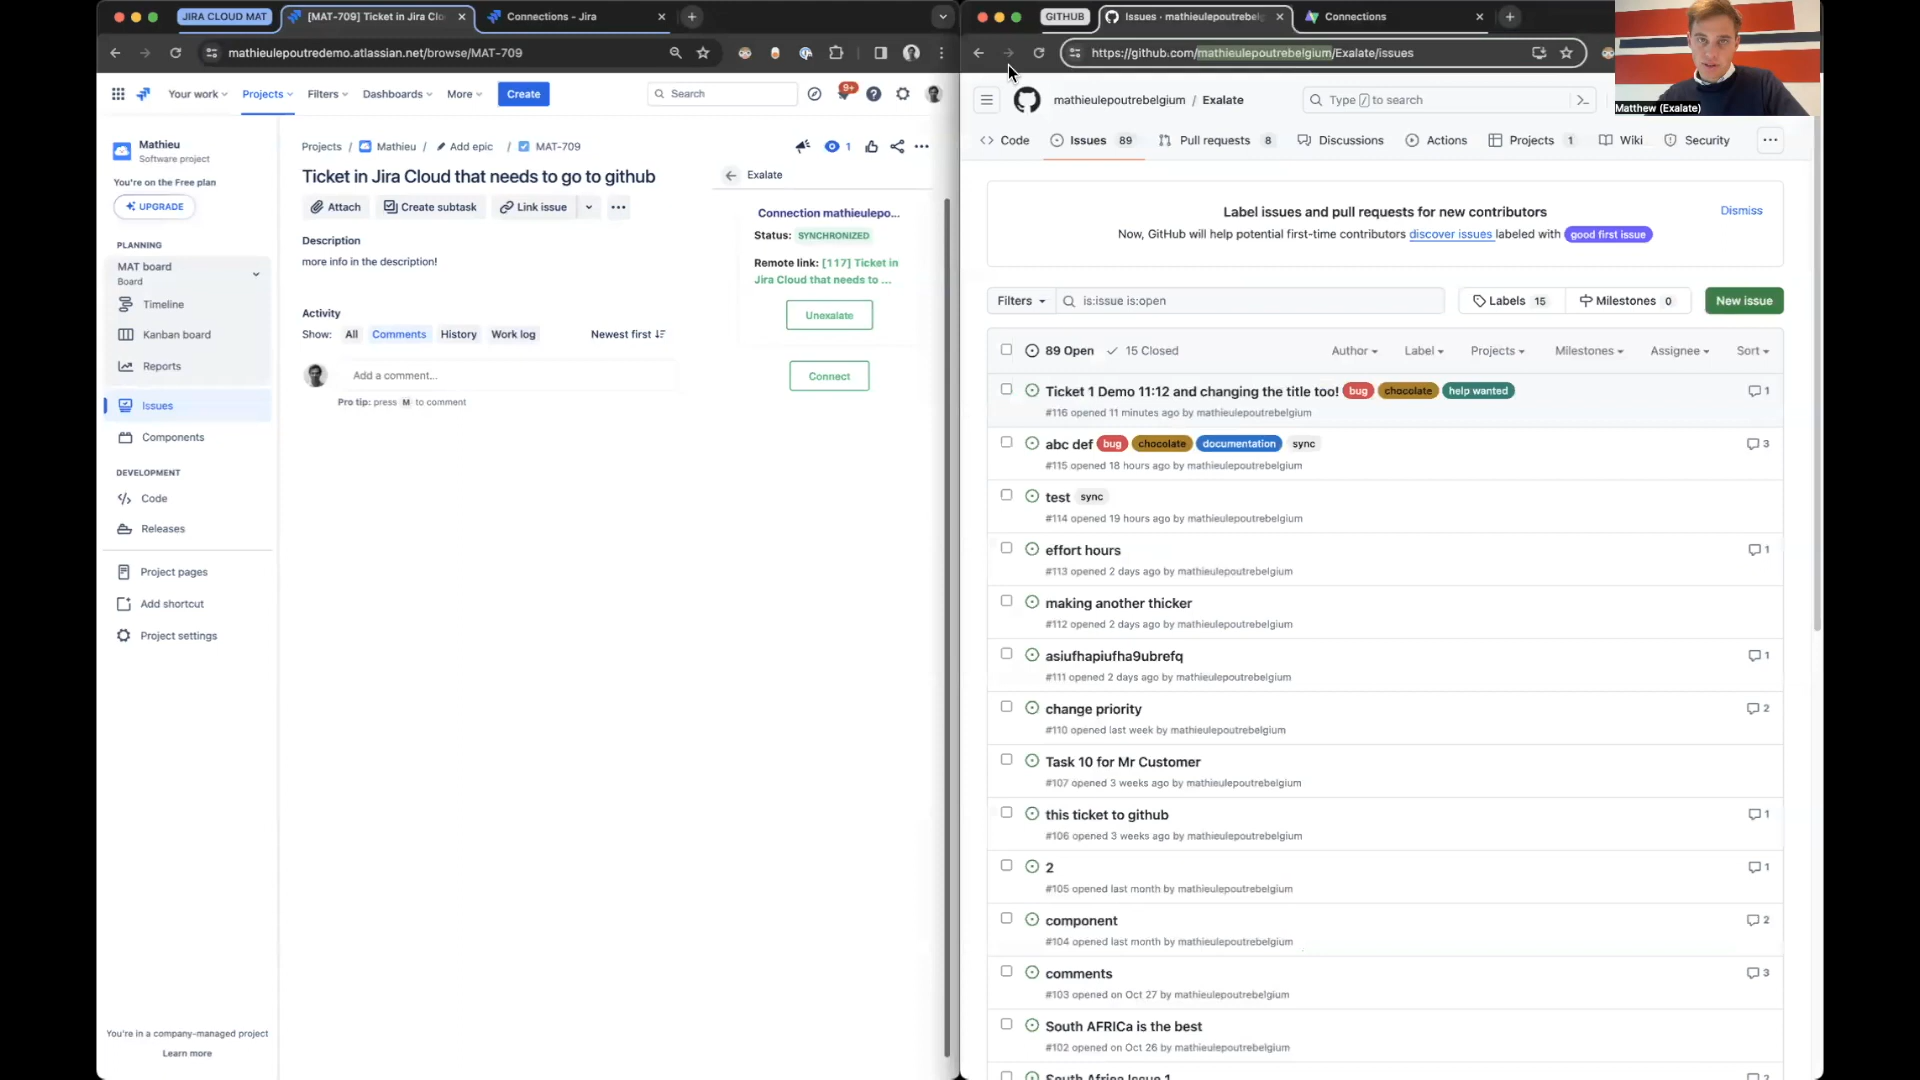 JIRA CLOUD MAT
[MAT-709] Ticket in Jira Clo
Connections - Jira
mathieulepoutredemo.atlassian.net/browse/MAT-709
Your work
Projects
Filters
Dashboards
More
Create
Search
9+
Mathieu
Software project
You're on the Free plan
UPGRADE
PLANNING
MAT board
Board
Timeline
Kanban board
Reports
Issues
Components
DEVELOPMENT
Code
Releases
Project pages
Add shortcut
Project settings
You're in a company-managed project
Learn more
Projects / Mathieu / Add epic / MAT-709
1
Ticket in Jira Cloud that needs to go to github
Attach
Create subtask
Link issue
Description
more info in the description!
Activity
Show: All Comments History Work log
Newest first
Add a comment...
Pro tip: press M to comment
Exalate
Connection mathieulepo...
Status: SYNCHRONIZED
Remote link: [117] Ticket in
Jira Cloud that needs to ...
Unexalate
Connect
GITHUB
Issues · mathieulepoutrebelg
Connections
https://github.com/mathieulepoutrebelgium/Exalate/issues
Matthew (Exalate)
mathieulepoutrebelgium / Exalate
Type / to search
Code
Issues 89
Pull requests 8
Discussions
Actions
Projects 1
Wiki
Security
Label issues and pull requests for new contributors
Dismiss
Now, GitHub will help potential first-time contributors discover issues labeled with good first issue
Filters
is:issue is:open
Labels 15
Milestones 0
New issue
89 Open
15 Closed
Author
Label
Projects
Milestones
Assignee
Sort
Ticket 1 Demo 11:12 and changing the title too! bug chocolate help wanted
1
#116 opened 11 minutes ago by mathieulepoutrebelgium
abc def bug chocolate documentation sync
3
#115 opened 18 hours ago by mathieulepoutrebelgium
test sync
#114 opened 19 hours ago by mathieulepoutrebelgium
effort hours
1
#113 opened 2 days ago by mathieulepoutrebelgium
making another thicker
#112 opened 2 days ago by mathieulepoutrebelgium
asiufhapiufha9ubrefq
1
#111 opened 2 days ago by mathieulepoutrebelgium
change priority
2
#110 opened last week by mathieulepoutrebelgium
Task 10 for Mr Customer
#107 opened 3 weeks ago by mathieulepoutrebelgium
this ticket to github
1
#106 opened 3 weeks ago by mathieulepoutrebelgium
2
1
#105 opened last month by mathieulepoutrebelgium
component
2
#104 opened last month by mathieulepoutrebelgium
comments
3
#103 opened on Oct 27 by mathieulepoutrebelgium
South AFRICa is the best
#102 opened on Oct 26 by mathieulepoutrebelgium
South Africa Issue 1
2